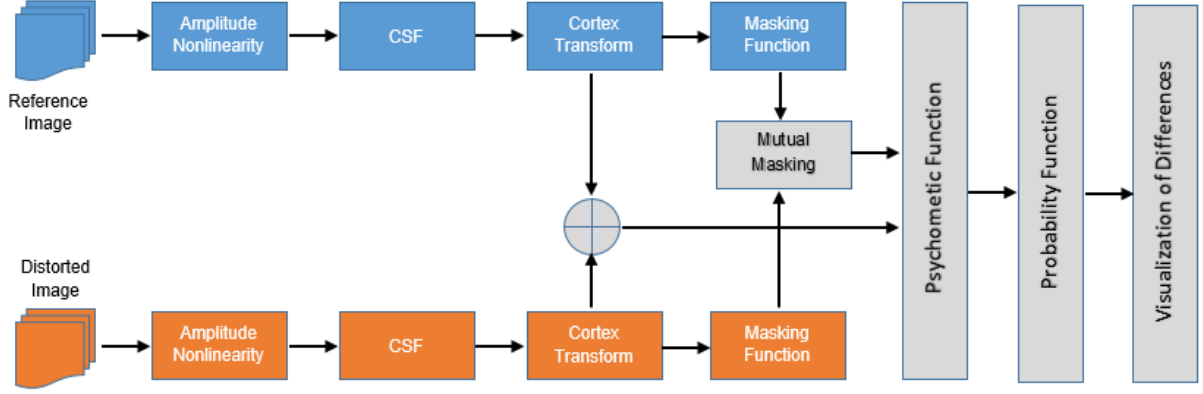 Reference
Image
Amplitude
Nonlinearity
CSF
Cortex
Transform
Masking
Function
Mutual
Masking
Distorted
Image
Amplitude
Nonlinearity
CSF
Cortex
Transform
Masking
Function
Psychometic Function
Probability Function
Visualization of Differences